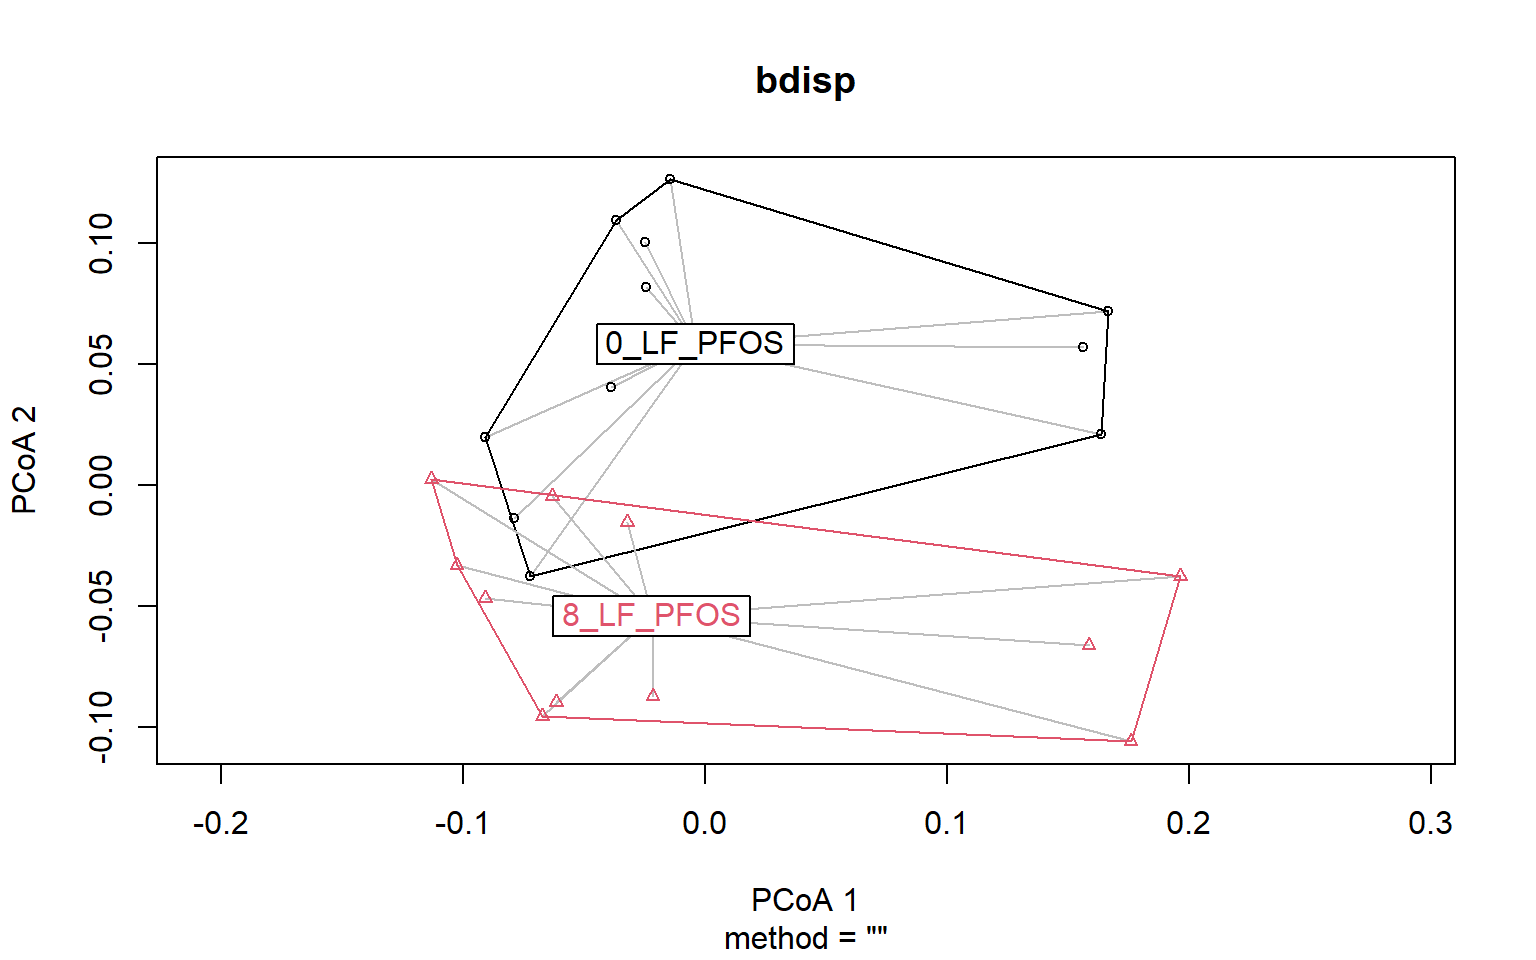 bdisp
PCoA 2
0.10
0.05
0.00
-0.05
-0.10
0_LF_PFOS
8_LF_PFOS
-0.2 -0.1 0.0 0.1 0.2 0.3
PCoA 1
method = ""